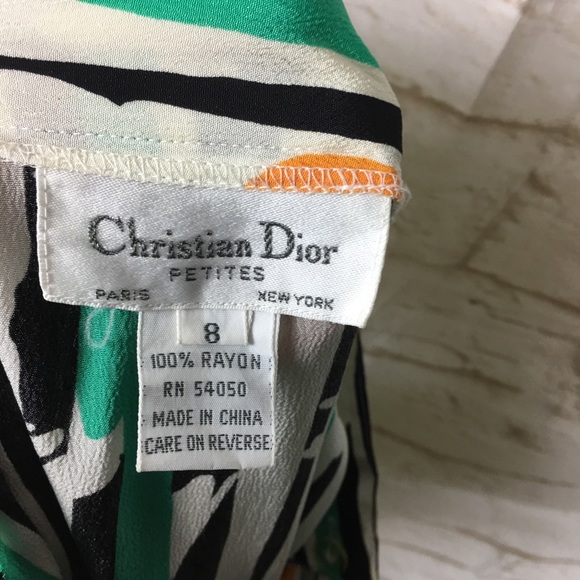 Christian Dior
PETITES
PARIS NEW YORK
8
100% RAYON
RN 54050
MADE IN CHINA
CARE ON REVERSE